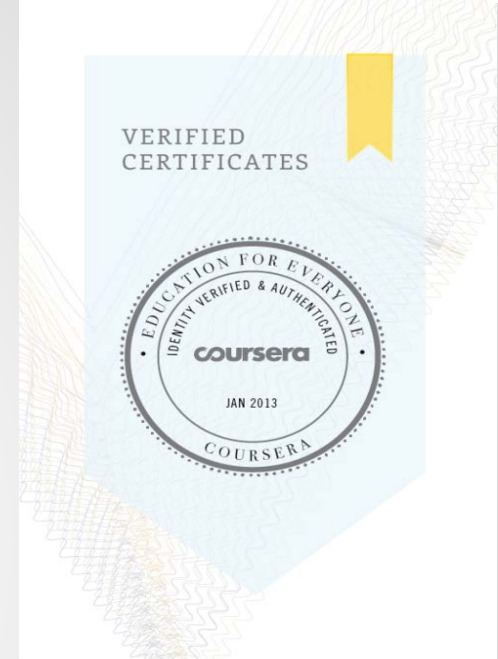 VERIFIED
CERTIFICATES
EDUCATION FOR EVERYONE
IDENTITY VERIFIED & AUTHENTICATED
coursera
JAN 2013
COURSERA